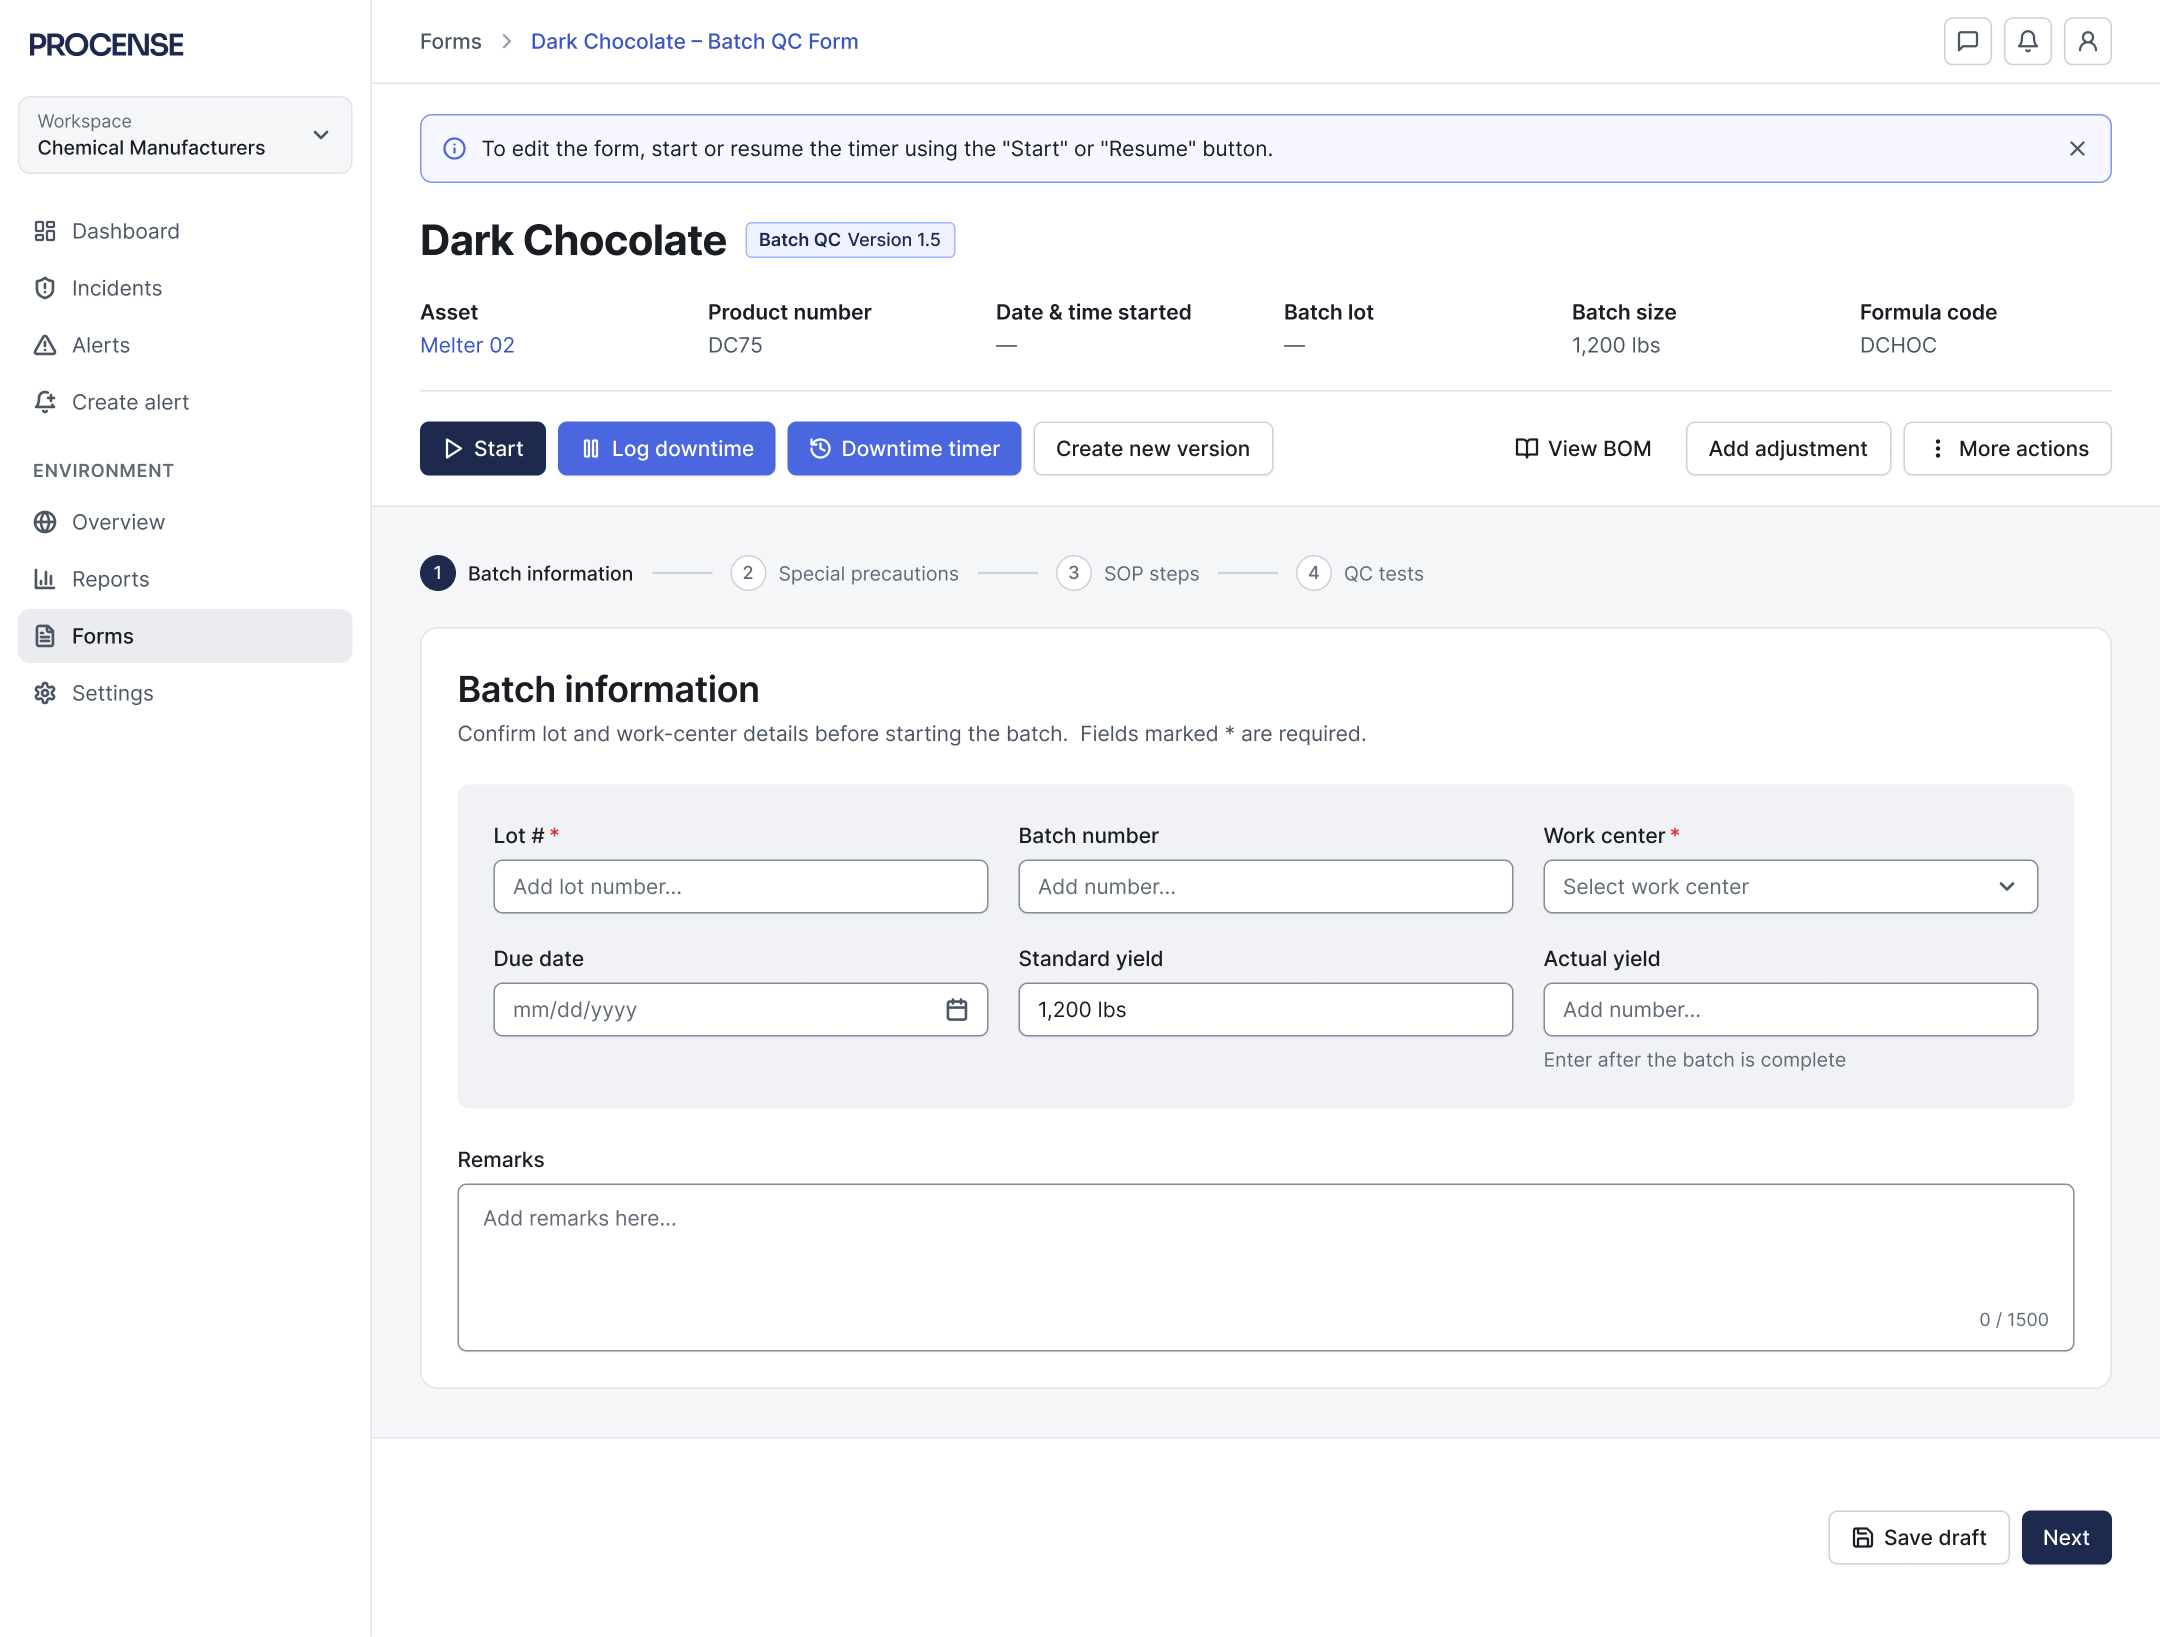 PROCENSE
Workspace
Chemical Manufacturers
Dashboard
Incidents
Alerts
Create alert
ENVIRONMENT
Overview
Reports
Forms
Settings
Forms
Dark Chocolate – Batch QC Form
To edit the form, start or resume the timer using the "Start" or "Resume" button.
Dark Chocolate
Batch QC Version 1.5
Asset
Melter 02
Product number
DC75
Date & time started
—
Batch lot
—
Batch size
1,200 lbs
Formula code
DCHOC
Start
Log downtime
Downtime timer
Create new version
View BOM
Add adjustment
More actions
1 Batch information
2 Special precautions
3 SOP steps
4 QC tests
Batch information
Confirm lot and work-center details before starting the batch. Fields marked * are required.
Lot # *
Add lot number...
Batch number
Add number...
Work center *
Select work center
Due date
mm/dd/yyyy
Standard yield
1,200 lbs
Actual yield
Add number...
Enter after the batch is complete
Remarks
Add remarks here...
0 / 1500
Save draft
Next